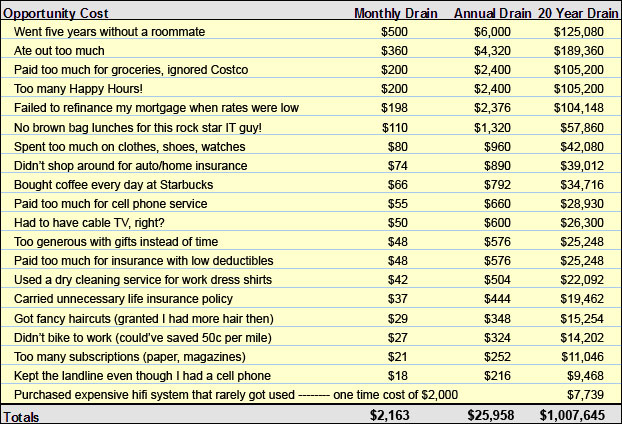 Opportunity Cost Monthly Drain Annual Drain 20 Year Drain
Went five years without a roommate $500 $6,000 $125,080
Ate out too much $360 $4,320 $189,360
Paid too much for groceries, ignored Costco $200 $2,400 $105,200
Too many Happy Hours! $200 $2,400 $105,200
Failed to refinance my mortgage when rates were low $198 $2,376 $104,148
No brown bag lunches for this rock star IT guy! $110 $1,320 $57,860
Spent too much on clothes, shoes, watches $80 $960 $42,080
Didn't shop around for auto/home insurance $74 $890 $39,012
Bought coffee every day at Starbucks $66 $792 $34,716
Paid too much for cell phone service $55 $660 $28,930
Had to have cable TV, right? $50 $600 $26,300
Too generous with gifts instead of time $48 $576 $25,248
Paid too much for insurance with low deductibles $48 $576 $25,248
Used a dry cleaning service for work dress shirts $42 $504 $22,092
Carried unnecessary life insurance policy $37 $444 $19,462
Got fancy haircuts (granted I had more hair then) $29 $348 $15,254
Didn't bike to work (could've saved 50c per mile) $27 $324 $14,202
Too many subscriptions (paper, magazines) $21 $252 $11,046
Kept the landline even though I had a cell phone $18 $216 $9,468
Purchased expensive hifi system that rarely got used -------- one time cost of $2,000 $7,739
Totals $2,163 $25,958 $1,007,645